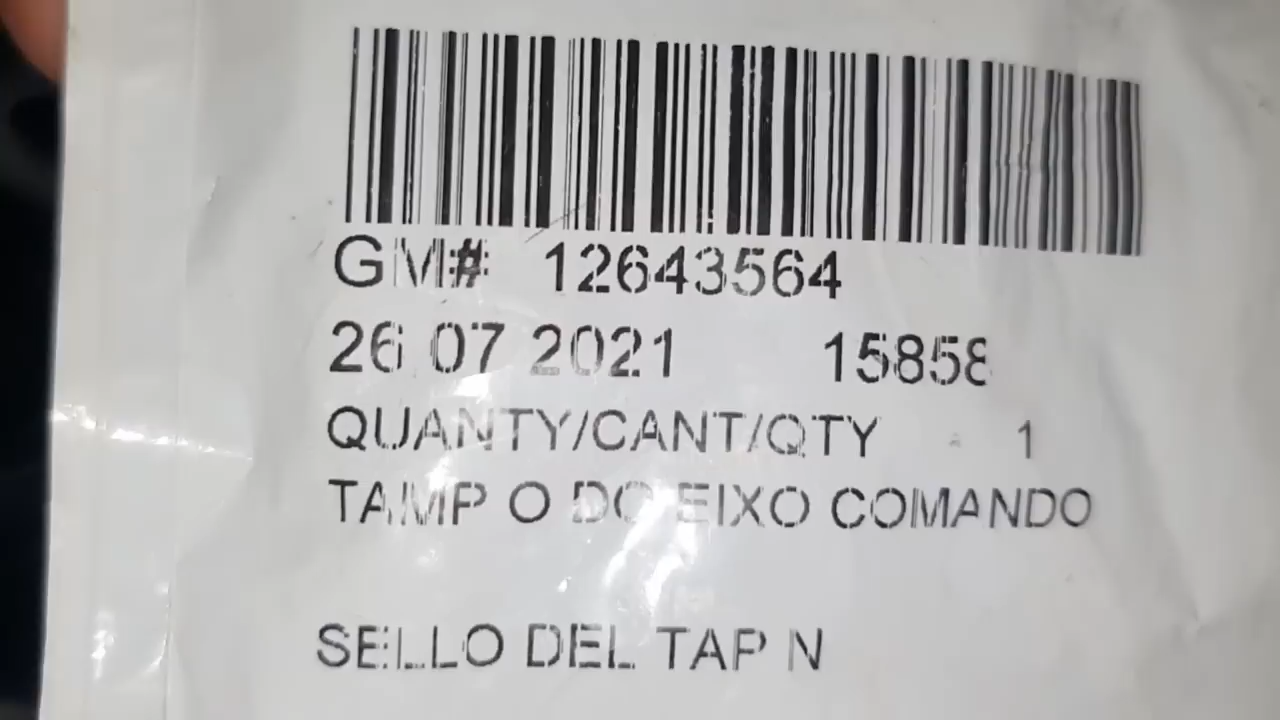 GM# 12643564
26 07 2021 15858
QUANTY/CANT/QTY 1
TAMP O DO EIXO COMANDO
SELLO DEL TAP N